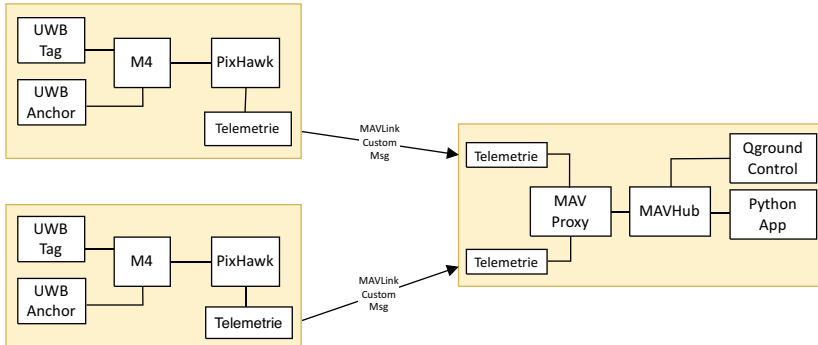 UWB
Tag
M4
PixHawk
UWB
Anchor
Telemetrie
MAVLink
Custom
Msg
Telemetrie
Qground
Control
MAV
Proxy
MAVHub
Python
App
Telemetrie
UWB
Tag
M4
PixHawk
UWB
Anchor
Telemetrie
MAVLink
Custom
Msg